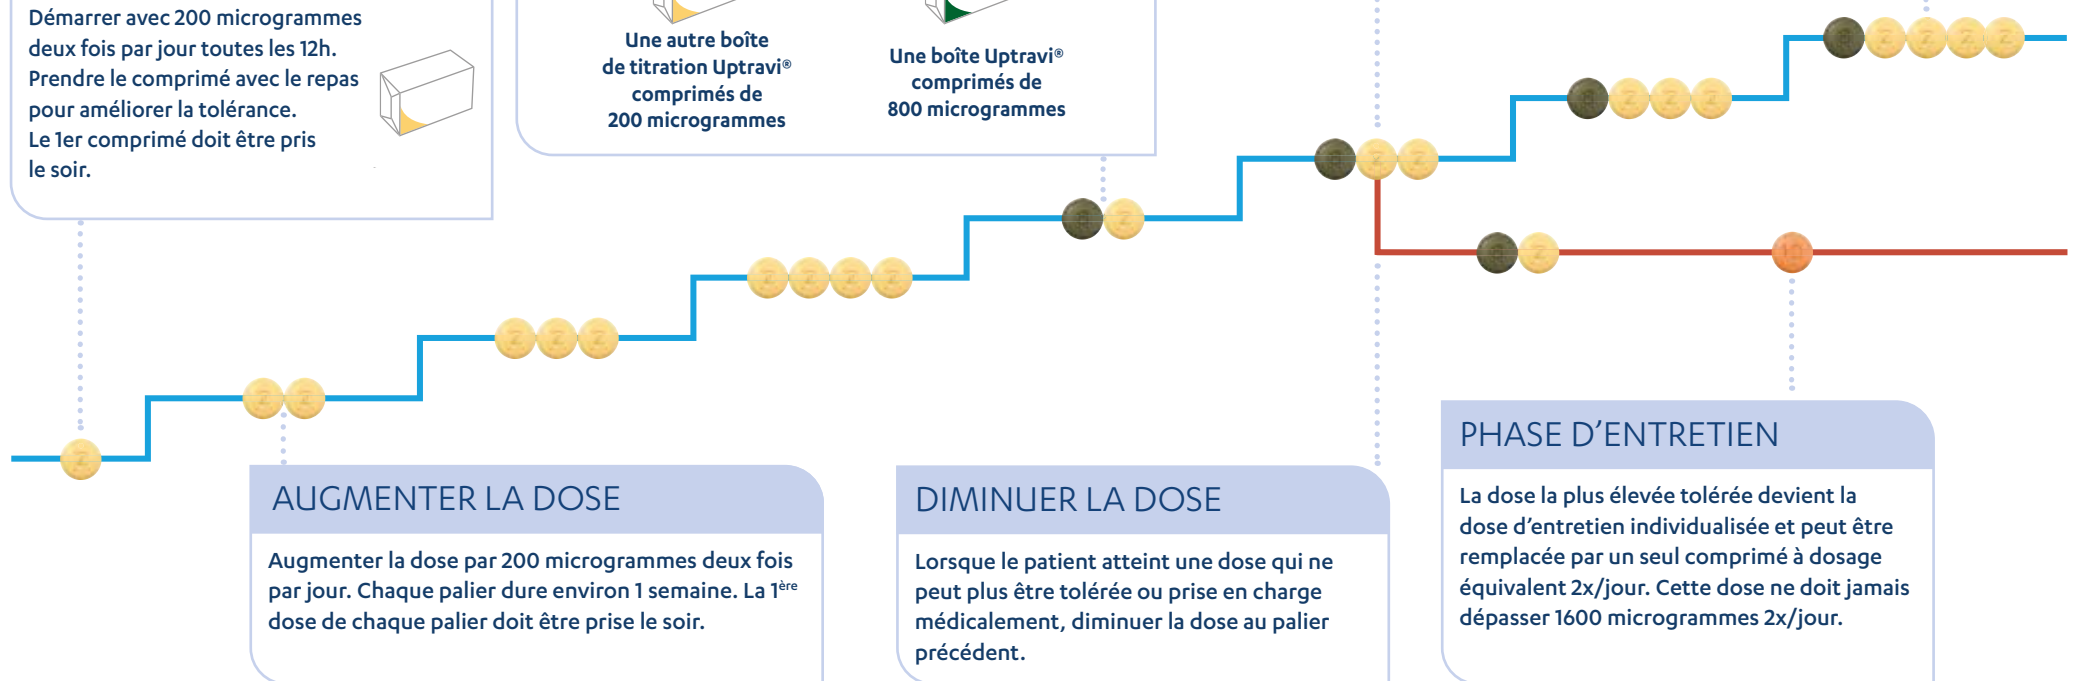 Démarrer avec 200 microgrammes
deux fois par jour toutes les 12h.
Prendre le comprimé avec le repas
pour améliorer la tolérance.
Le 1er comprimé doit être pris
le soir.
Une autre boîte
de titration Uptravi®
comprimés de
200 microgrammes
Une boîte Uptravi®
comprimés de
800 microgrammes
AUGMENTER LA DOSE
Augmenter la dose par 200 microgrammes deux fois
par jour. Chaque palier dure environ 1 semaine. La 1ère
dose de chaque palier doit être prise le soir.
DIMINUER LA DOSE
Lorsque le patient atteint une dose qui ne
peut plus être tolérée ou prise en charge
médicalement, diminuer la dose au palier
précédent.
PHASE D'ENTRETIEN
La dose la plus élevée tolérée devient la
dose d'entretien individualisée et peut être
remplacée par un seul comprimé à dosage
équivalent 2x/jour. Cette dose ne doit jamais
dépasser 1600 microgrammes 2x/jour.